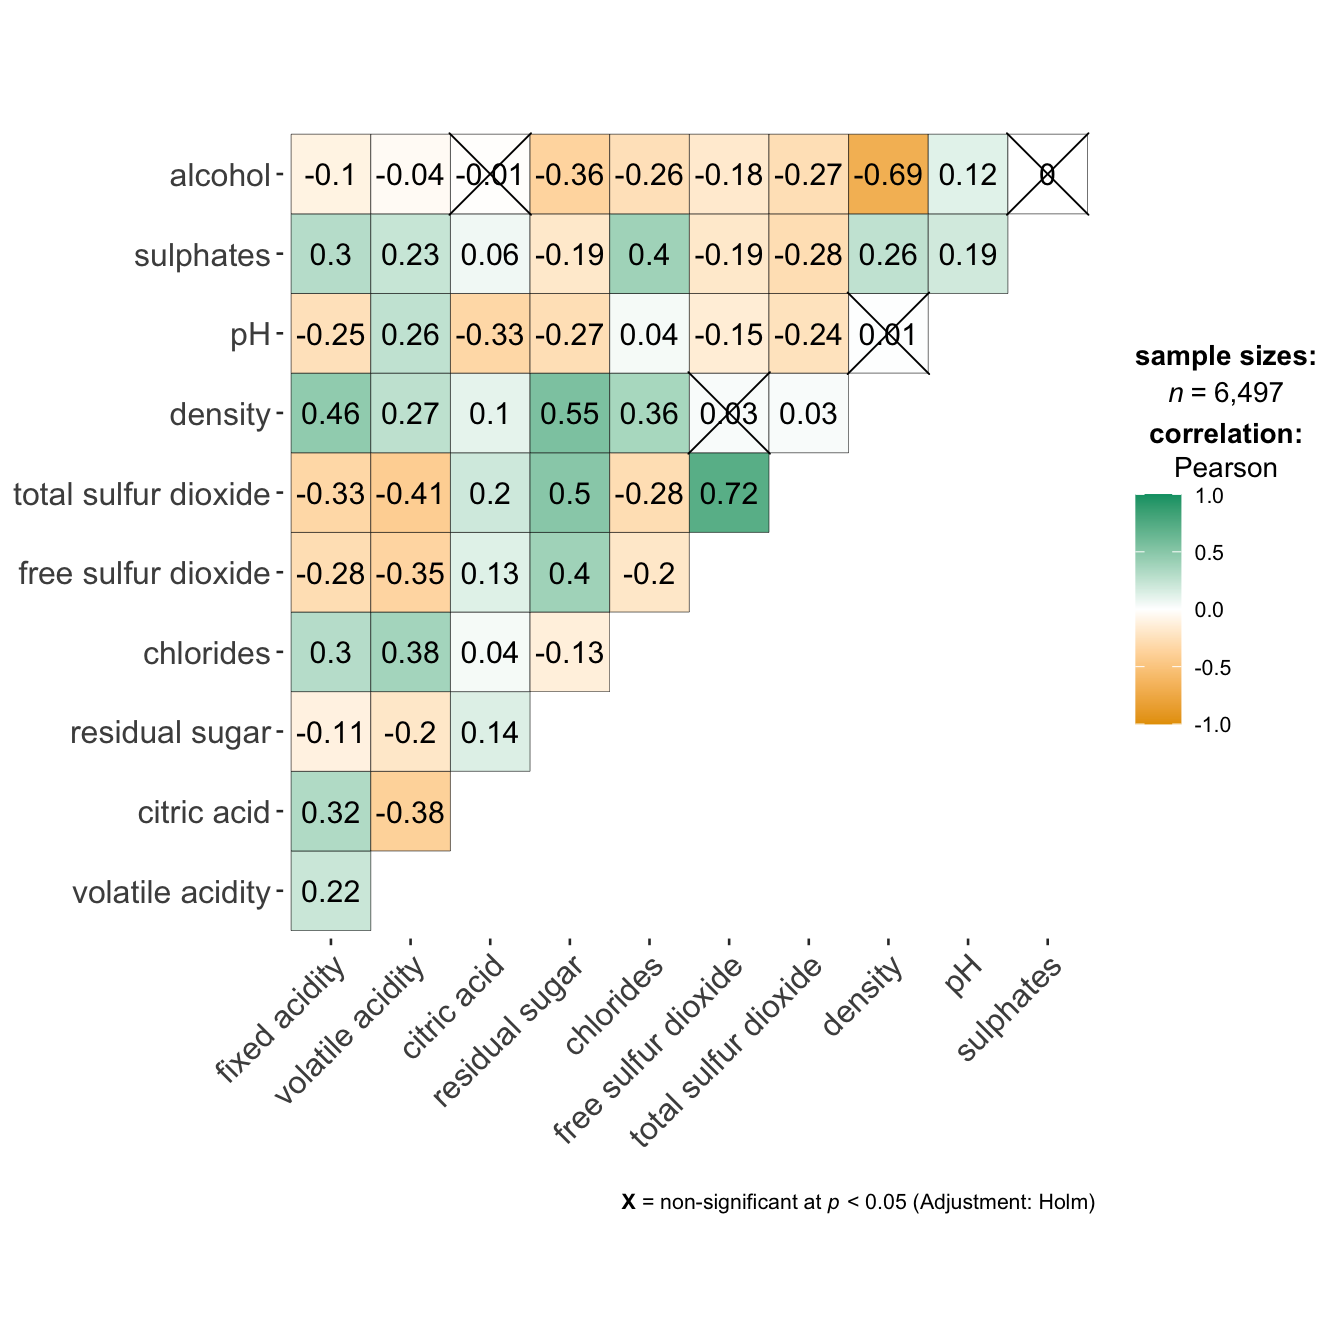 alcohol -0.1 -0.04 -0.01 -0.36 -0.26 -0.18 -0.27 -0.69 0.12 0
sulphates 0.3 0.23 0.06 -0.19 0.4 -0.19 -0.28 0.26 0.19
pH -0.25 0.26 -0.33 -0.27 0.04 -0.15 -0.24 0.01
density 0.46 0.27 0.1 0.55 0.36 0.03 0.03
total sulfur dioxide -0.33 -0.41 0.2 0.5 -0.28 0.72
free sulfur dioxide -0.28 -0.35 0.13 0.4 -0.2
chlorides 0.3 0.38 0.04 -0.13
residual sugar -0.11 -0.2 0.14
citric acid 0.32 -0.38
volatile acidity 0.22
fixed acidity
volatile acidity
citric acid
residual sugar
chlorides
free sulfur dioxide
total sulfur dioxide
density
pH
sulphates
sample sizes:
n = 6,497
correlation:
Pearson
1.0
0.5
0.0
-0.5
-1.0
X = non-significant at p < 0.05 (Adjustment: Holm)